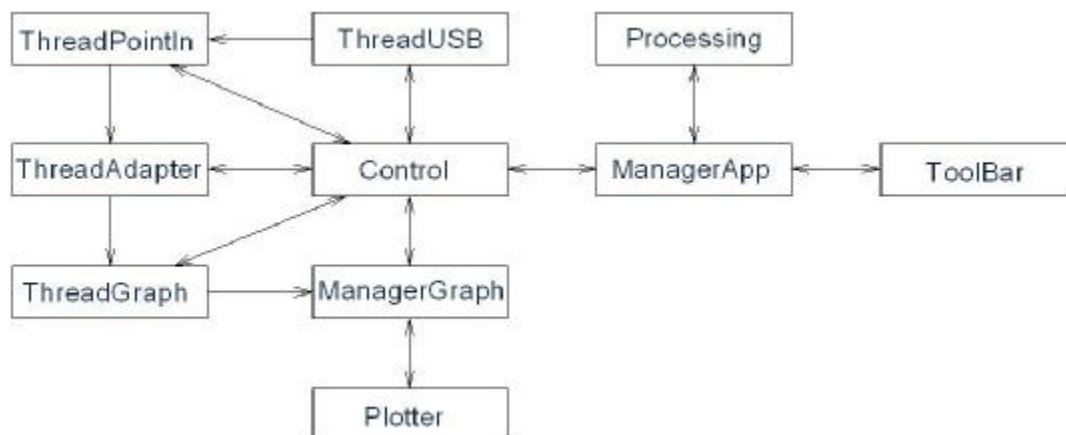 ThreadPointIn
ThreadUSB
Processing
ThreadAdapter
Control
ManagerApp
ToolBar
ThreadGraph
ManagerGraph
Plotter